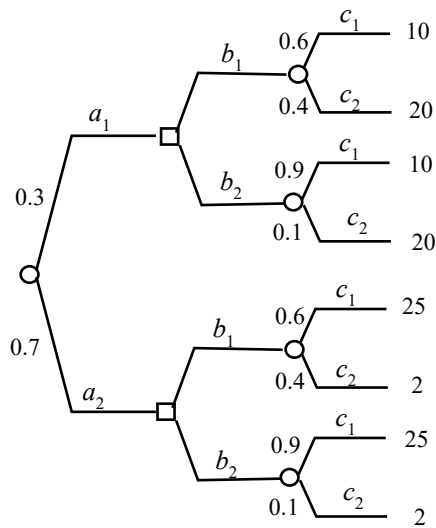 c₁ 10
0.6
b₁
0.4
c₂ 20
a₁
c₁ 10
0.9
b₂
0.3
0.1
c₂ 20
c₁ 25
0.6
b₁
0.7
0.4
c₂ 2
a₂
c₁ 25
0.9
b₂
0.1
c₂ 2